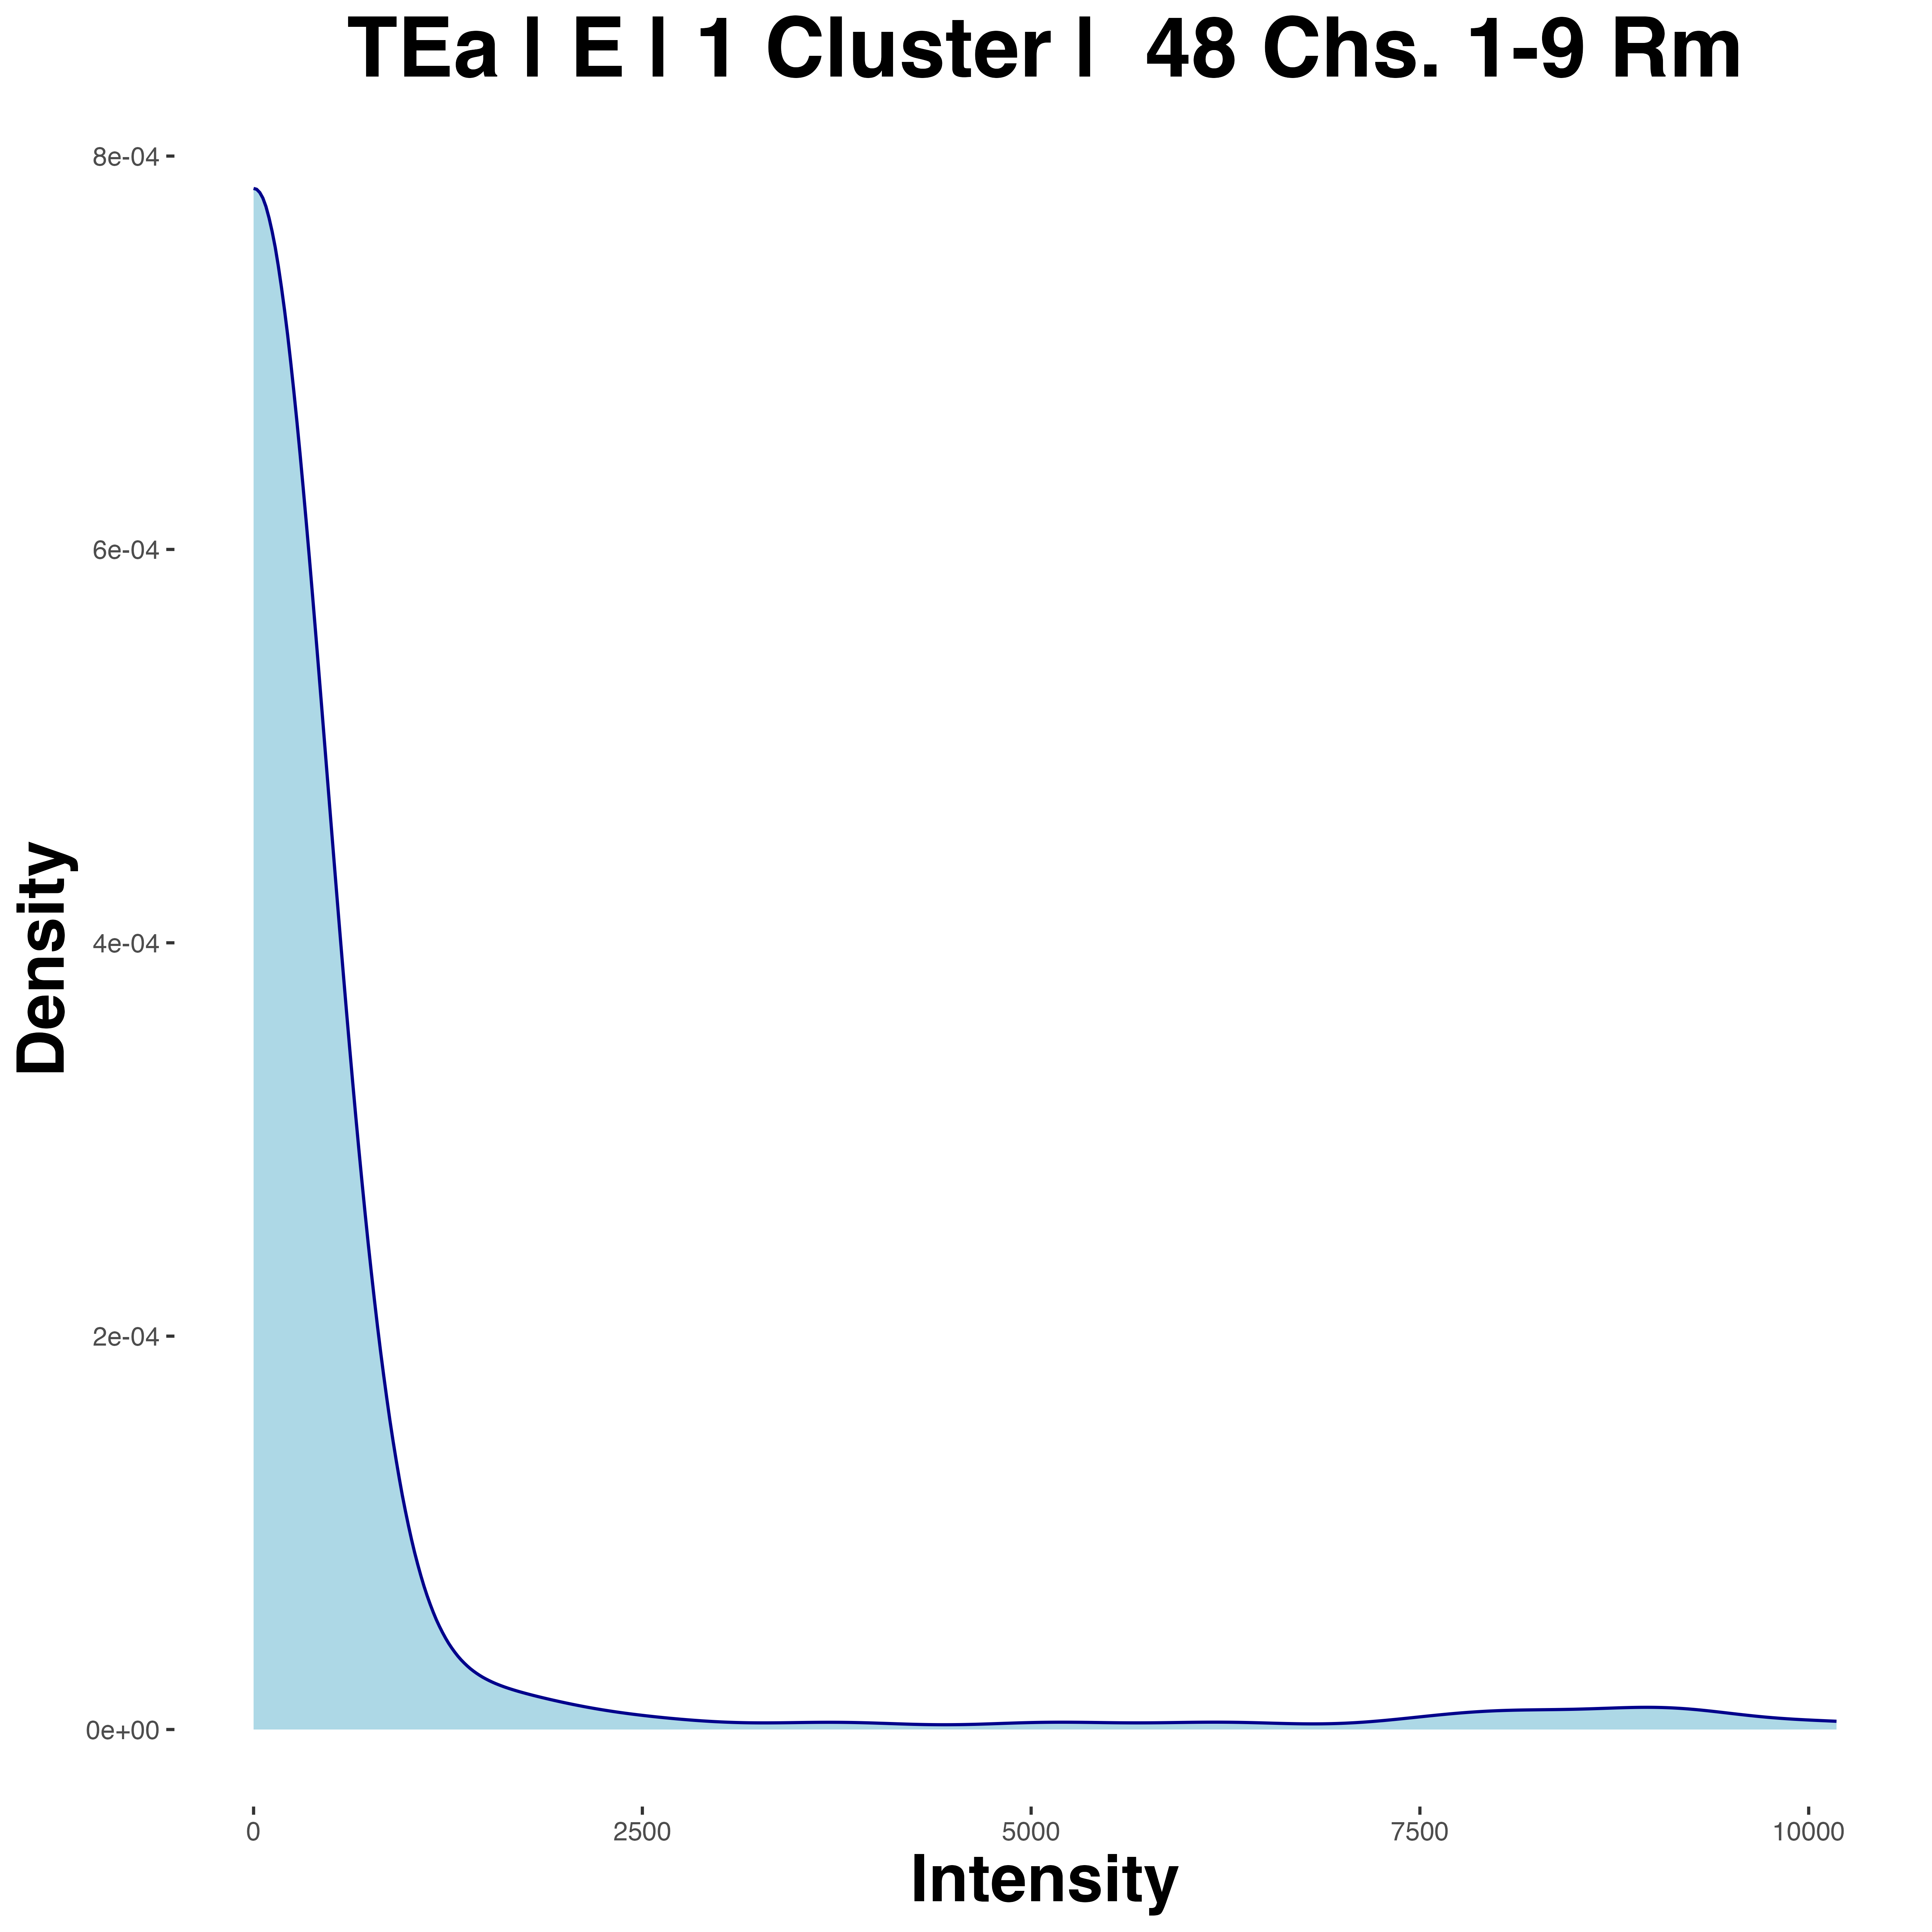 TEa | E | 1 Cluster | 48 Chs. 1-9 Rm
8e-04
6e-04
4e-04
2e-04
0e+00
Density
0 2500 5000 7500 10000
Intensity